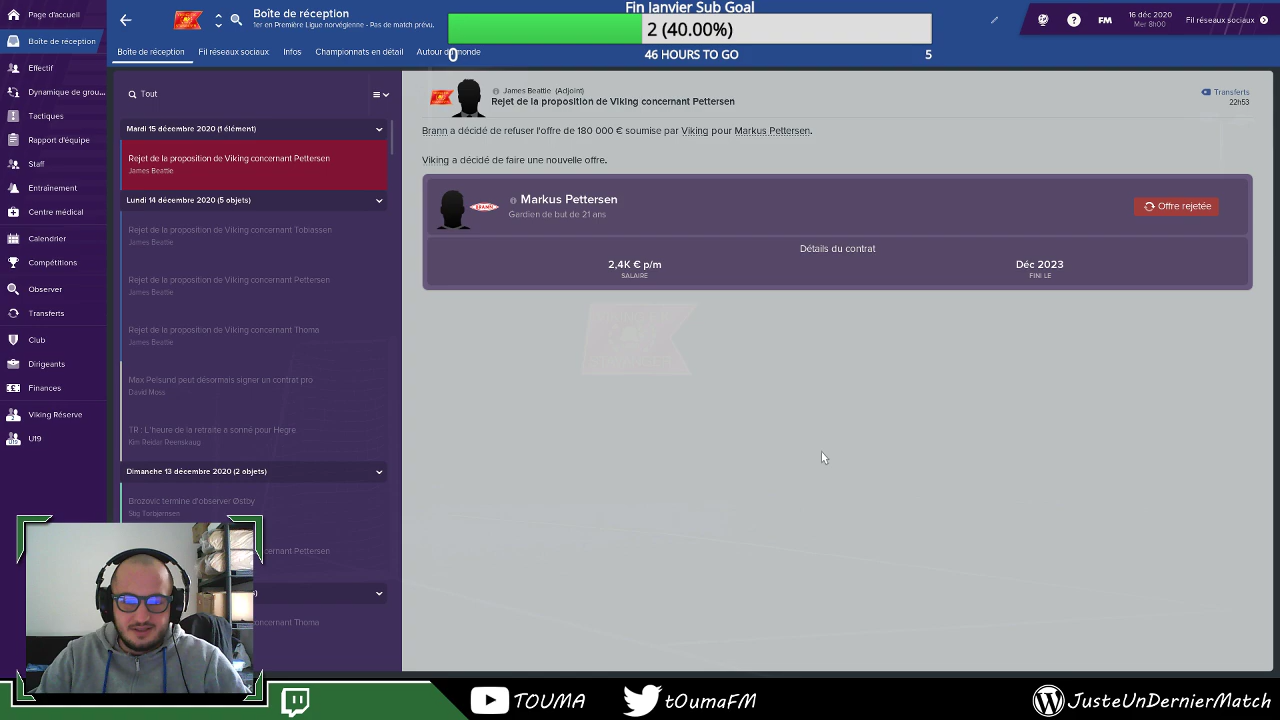 Fin Janvier Sub Goal
2 (40.00%)
0
46 HOURS TO GO
5
Boîte de réception
1er en Première Ligue norvégienne - Pas de match prévu.
FM
16 déc 2020
Mer 8h00
Fil réseaux sociaux
Boîte de réception
Fil réseaux sociaux
Infos
Championnats en détail
Autour du monde
Page d'accueil
Boîte de réception
Effectif
Dynamique de grou...
Tactiques
Rapport d'équipe
Staff
Entraînement
Centre médical
Calendrier
Compétitions
Observer
Transferts
Club
Dirigeants
Finances
Viking Réserve
U19
Tout
Mardi 15 décembre 2020 (1 élément)
Rejet de la proposition de Viking concernant Pettersen
James Beattie
Lundi 14 décembre 2020 (5 objets)
Rejet de la proposition de Viking concernant Tobiassen
James Beattie
Rejet de la proposition de Viking concernant Pettersen
James Beattie
Rejet de la proposition de Viking concernant Thoma
James Beattie
Max Pelsund peut désormais signer un contrat pro
David Moss
TR : L'heure de la retraite a sonné pour Hegre
Kim Reidar Reenskaug
Dimanche 13 décembre 2020 (2 objets)
Brozovic termine d'observer Østby
Stig Torbjørnsen
concernant Pettersen
concernant Thoma
James Beattie (Adjoint)
Rejet de la proposition de Viking concernant Pettersen
Transferts
22h53
Brann a décidé de refuser l'offre de 180 000 € soumise par Viking pour Markus Pettersen.
Viking a décidé de faire une nouvelle offre.
BRANN
Markus Pettersen
Gardien de but de 21 ans
Offre rejetée
Détails du contrat
2,4K € p/m
SALAIRE
Déc 2023
FINI LE
TOUMA
tOumaFM
JusteUnDernierMatch